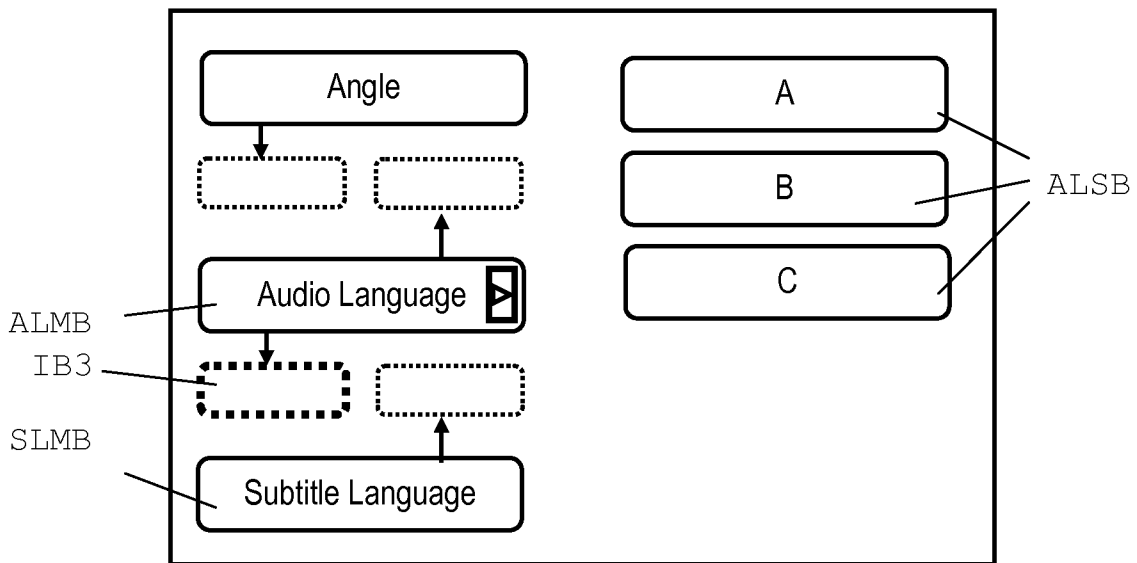 Angle
A
B
ALSB
Audio Language
C
ALMB
IB3
SLMB
Subtitle Language